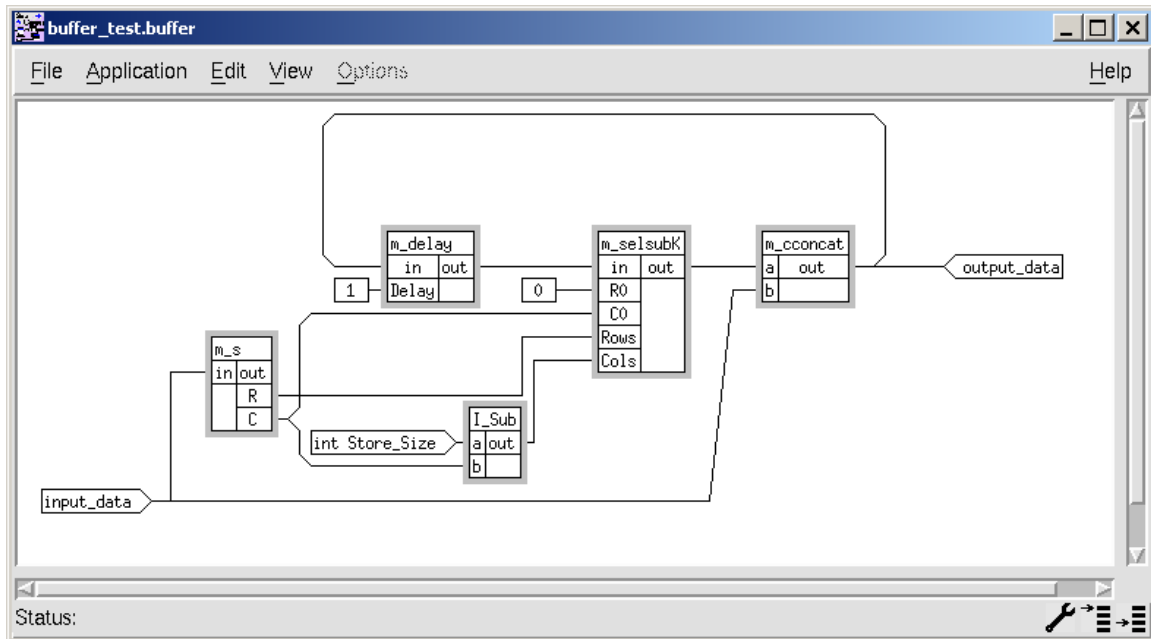 buffer_test.buffer
File Application Edit View Options Help
m_delay
in out
1 Delay
m_selsubK
in out
0 R0
C0
Rows
Cols
m_cconcat
a out
b
output_data
m_s
in out
R
C
I_Sub
int Store_Size a out
b
input_data
Status: